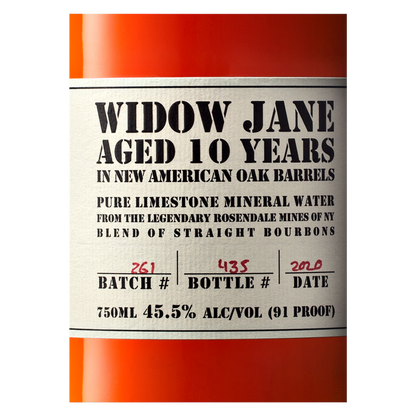 WIDOW JANE
AGED 10 YEARS
IN NEW AMERICAN OAK BARRELS
PURE LIMESTONE MINERAL WATER
FROM THE LEGENDARY ROSENDALE MINES OF NY
BLEND OF STRAIGHT BOURBONS
261 435 2020
BATCH # BOTTLE # DATE
750ML 45.5% ALC/VOL (91 PROOF)